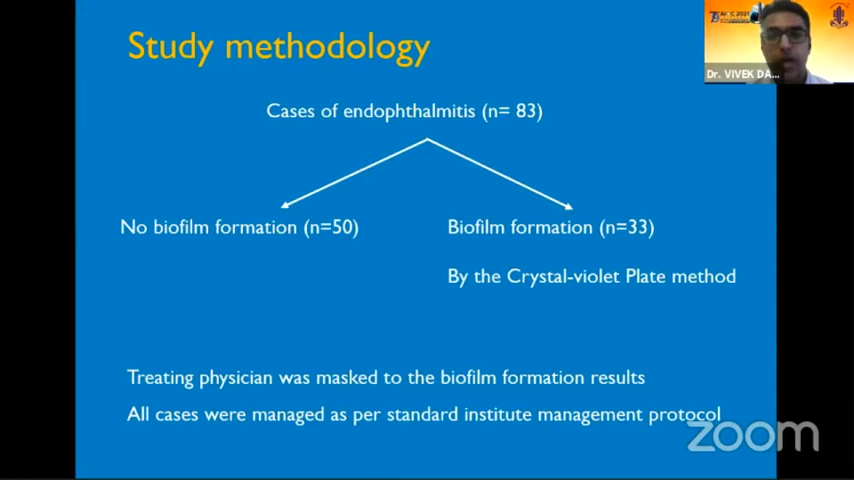 Study methodology
Cases of endophthalmitis (n= 83)
No biofilm formation (n=50)
Biofilm formation (n=33)
By the Crystal-violet Plate method
Treating physician was masked to the biofilm formation results
All cases were managed as per standard institute management protocol
zoom
AIOC 2021
Dr. VIVEK DA...